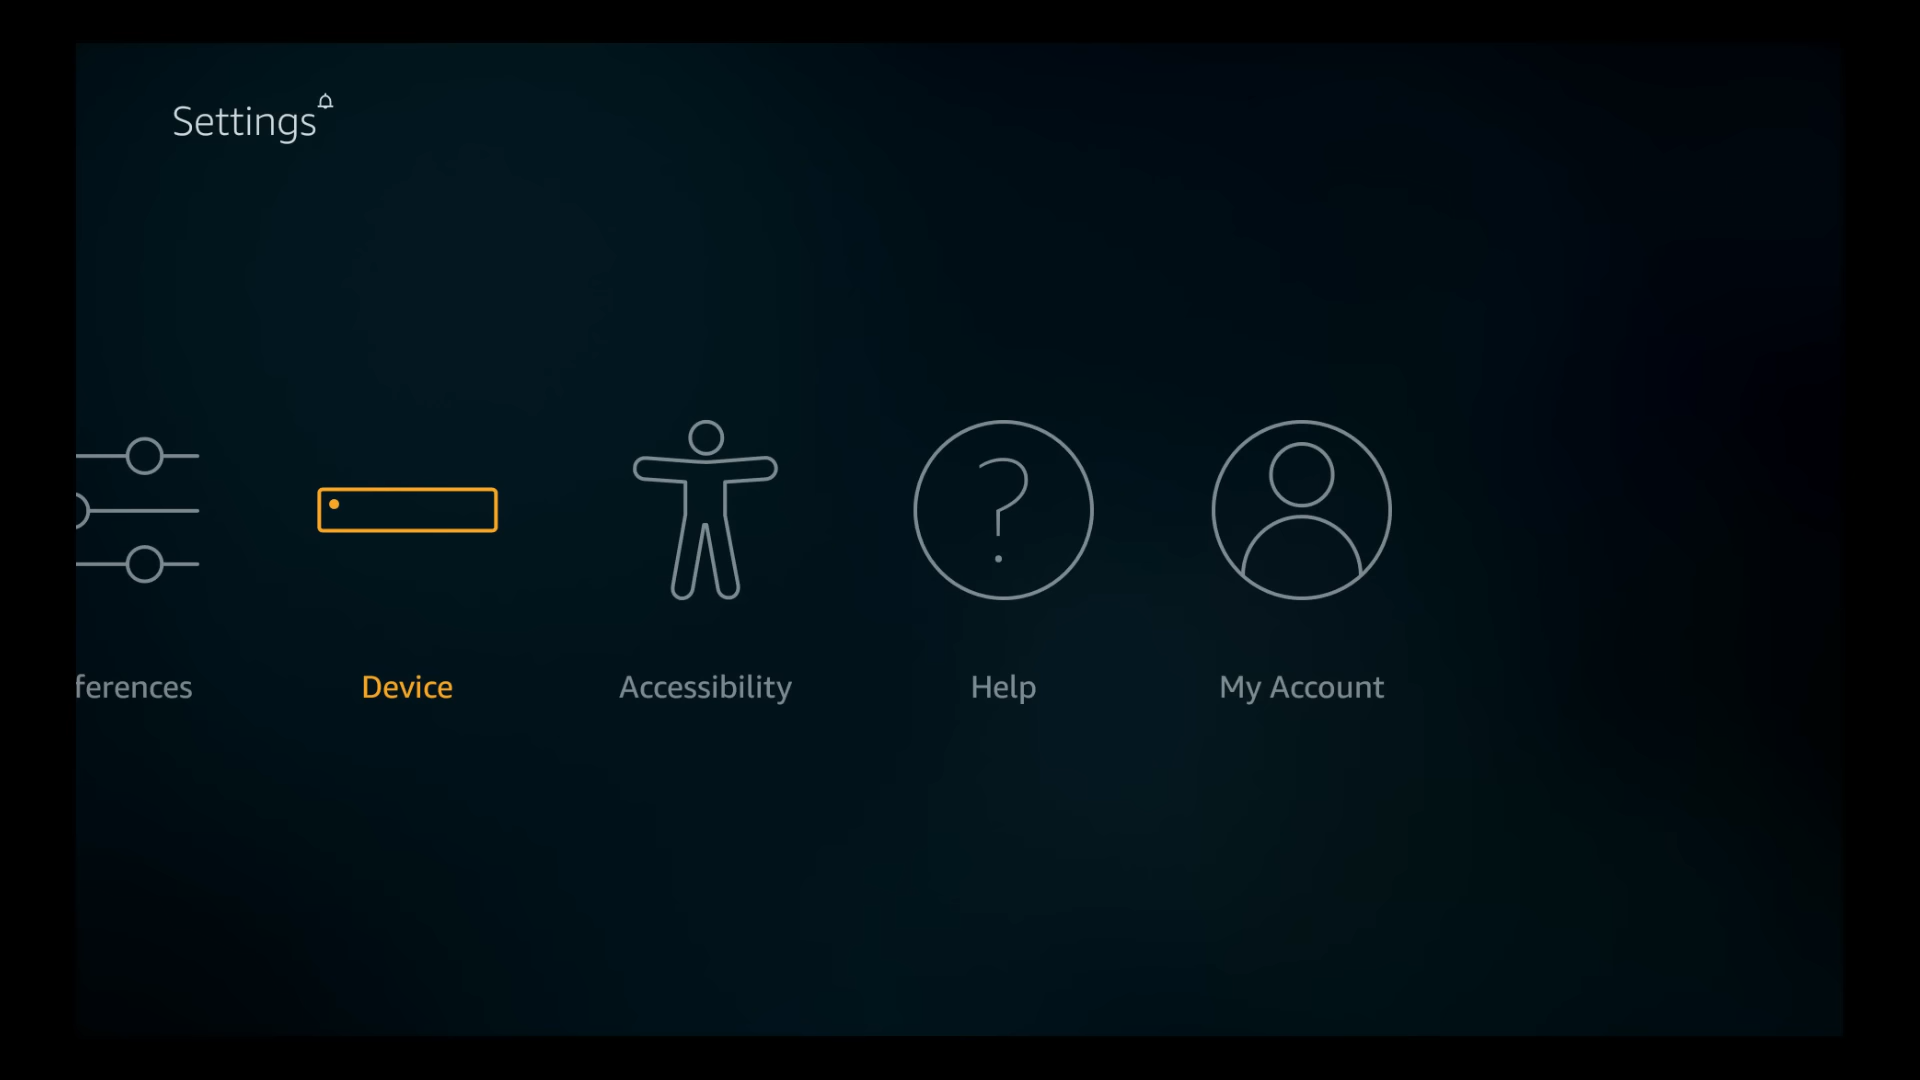 Settings
ferences
Device
Accessibility
Help
My Account